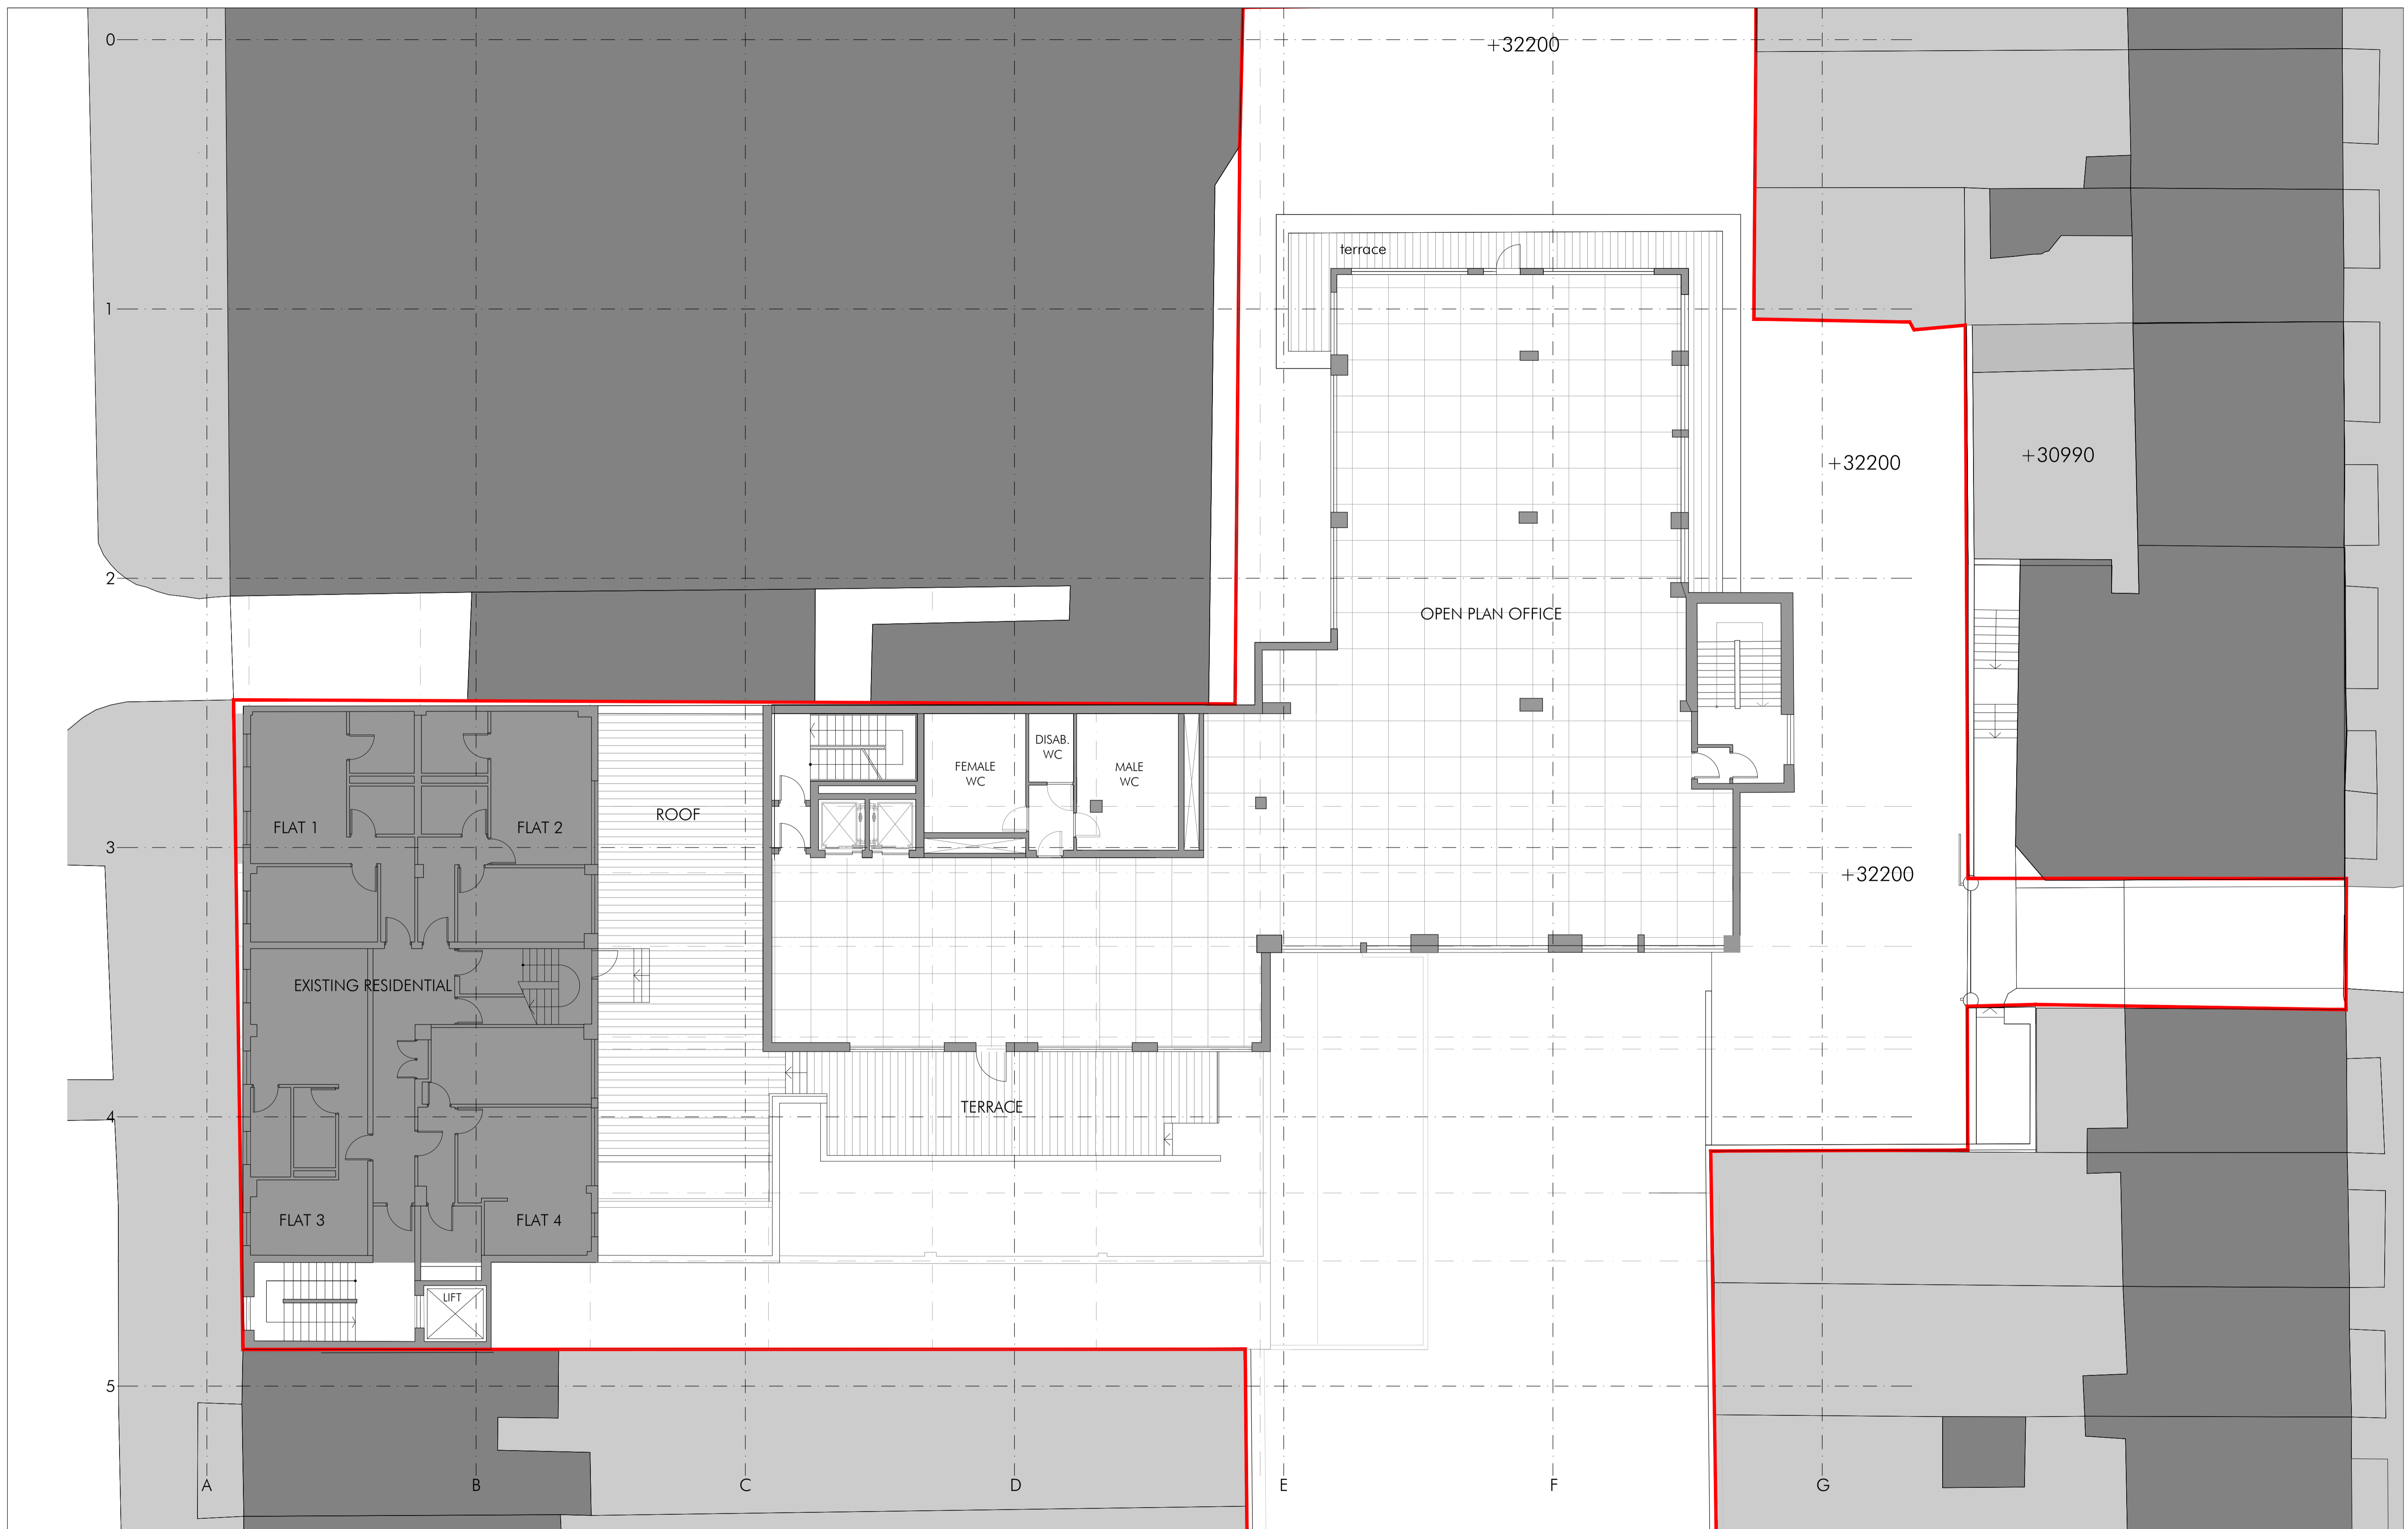 0
+32200
terrace
1
+32200
+30990
2
OPEN PLAN OFFICE
DISAB.
WC
FEMALE
WC
MALE
WC
ROOF
FLAT 1
FLAT 2
3
+32200
EXISTING RESIDENTIAL
TERRACE
4
FLAT 3
FLAT 4
LIFT
5
A
B
C
D
E
F
G